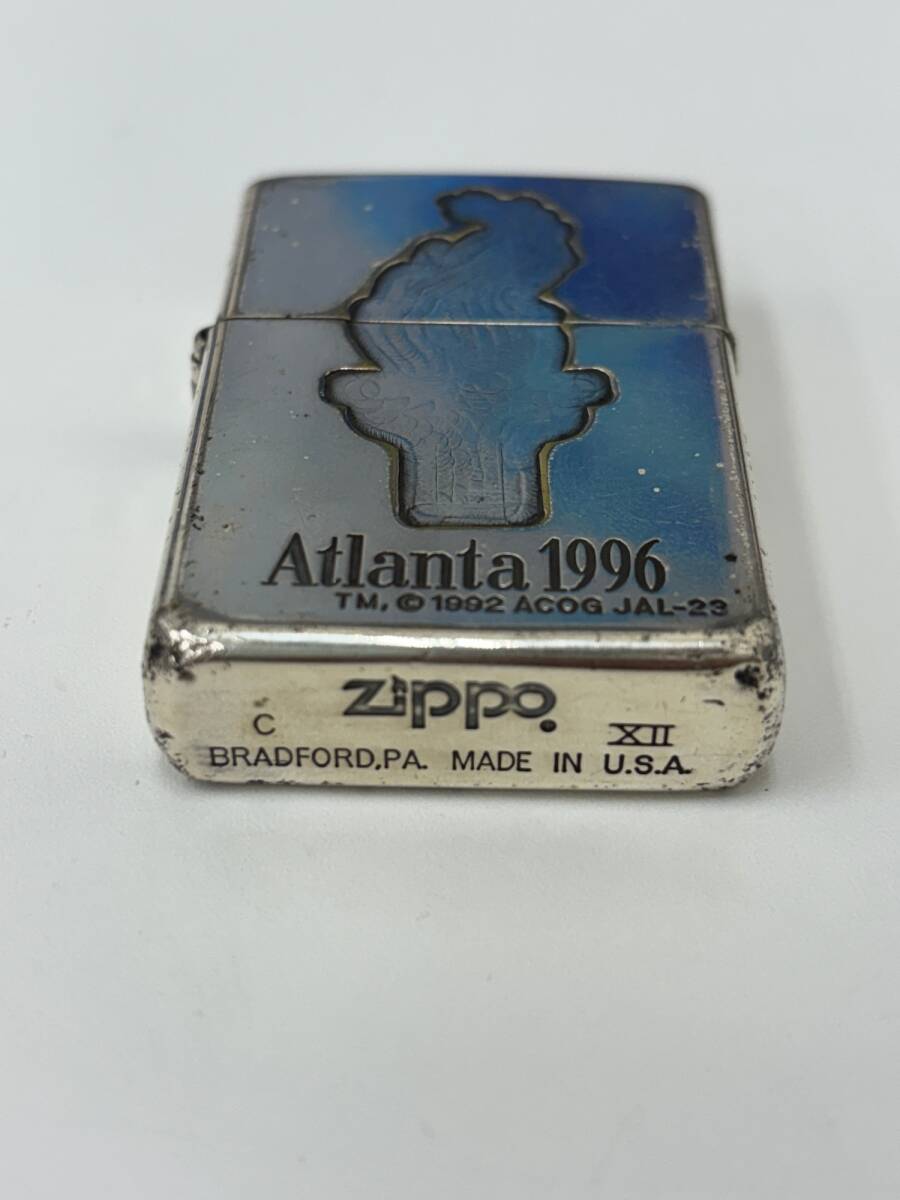 Atlanta 1996
TM, © 1992 ACOG JAL-23
Zippo
C XII
BRADFORD,PA. MADE IN U.S.A.